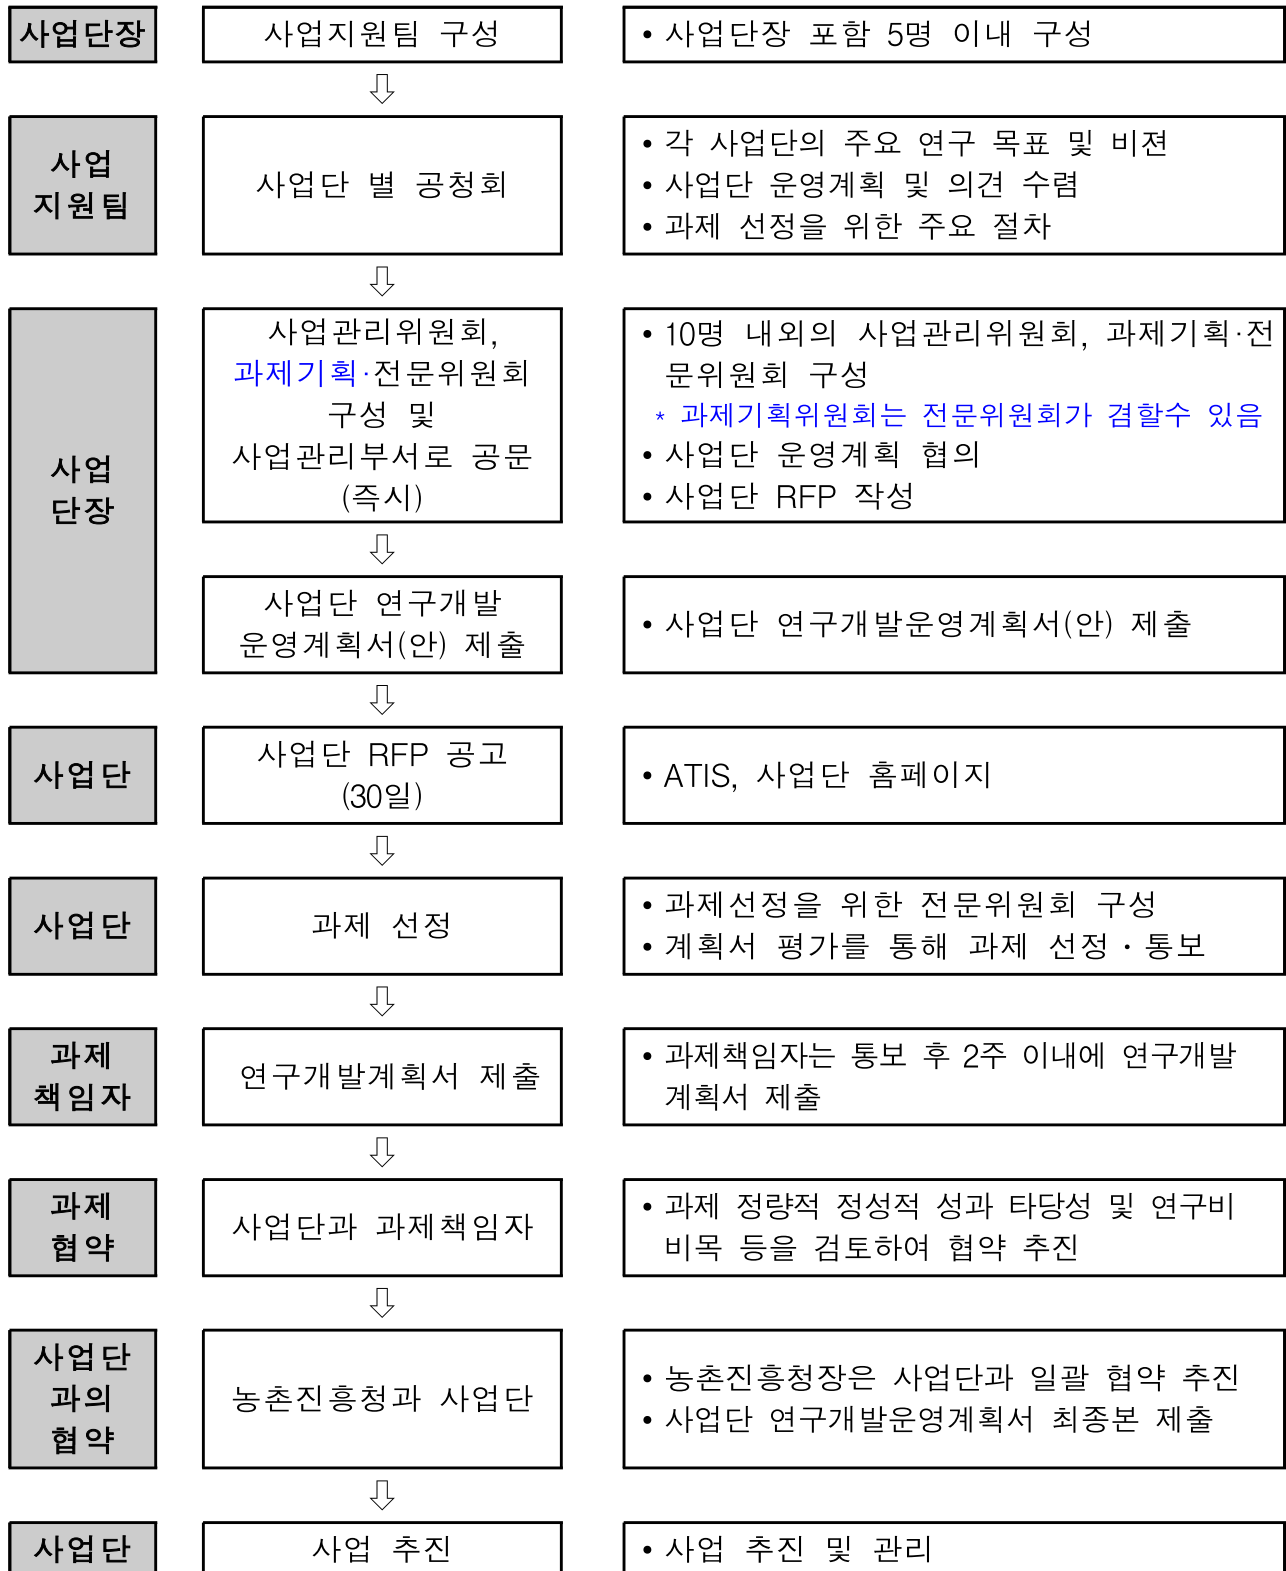 사업단장
사업지원팀 구성
• 사업단장 포함 5명 이내 구성
사업
지원팀
사업단 별 공청회
• 각 사업단의 주요 연구 목표 및 비젼
• 사업단 운영계획 및 의견 수렴
• 과제 선정을 위한 주요 절차
사업
단장
사업관리위원회,
과제기획·전문위원회
구성 및
사업관리부서로 공문
(즉시)
• 10명 내외의 사업관리위원회, 과제기획·전
문위원회 구성
* 과제기획위원회는 전문위원회가 겸할수 있음
• 사업단 운영계획 협의
• 사업단 RFP 작성
사업단 연구개발
운영계획서(안) 제출
• 사업단 연구개발운영계획서(안) 제출
사업단
사업단 RFP 공고
(30일)
• ATIS, 사업단 홈페이지
사업단
과제 선정
• 과제선정을 위한 전문위원회 구성
• 계획서 평가를 통해 과제 선정·통보
과제
책임자
연구개발계획서 제출
• 과제책임자는 통보 후 2주 이내에 연구개발
계획서 제출
과제
협약
사업단과 과제책임자
• 과제 정량적 정성적 성과 타당성 및 연구비
비목 등을 검토하여 협약 추진
사업단
과의
협약
농촌진흥청과 사업단
• 농촌진흥청장은 사업단과 일괄 협약 추진
• 사업단 연구개발운영계획서 최종본 제출
사업단
사업 추진
• 사업 추진 및 관리